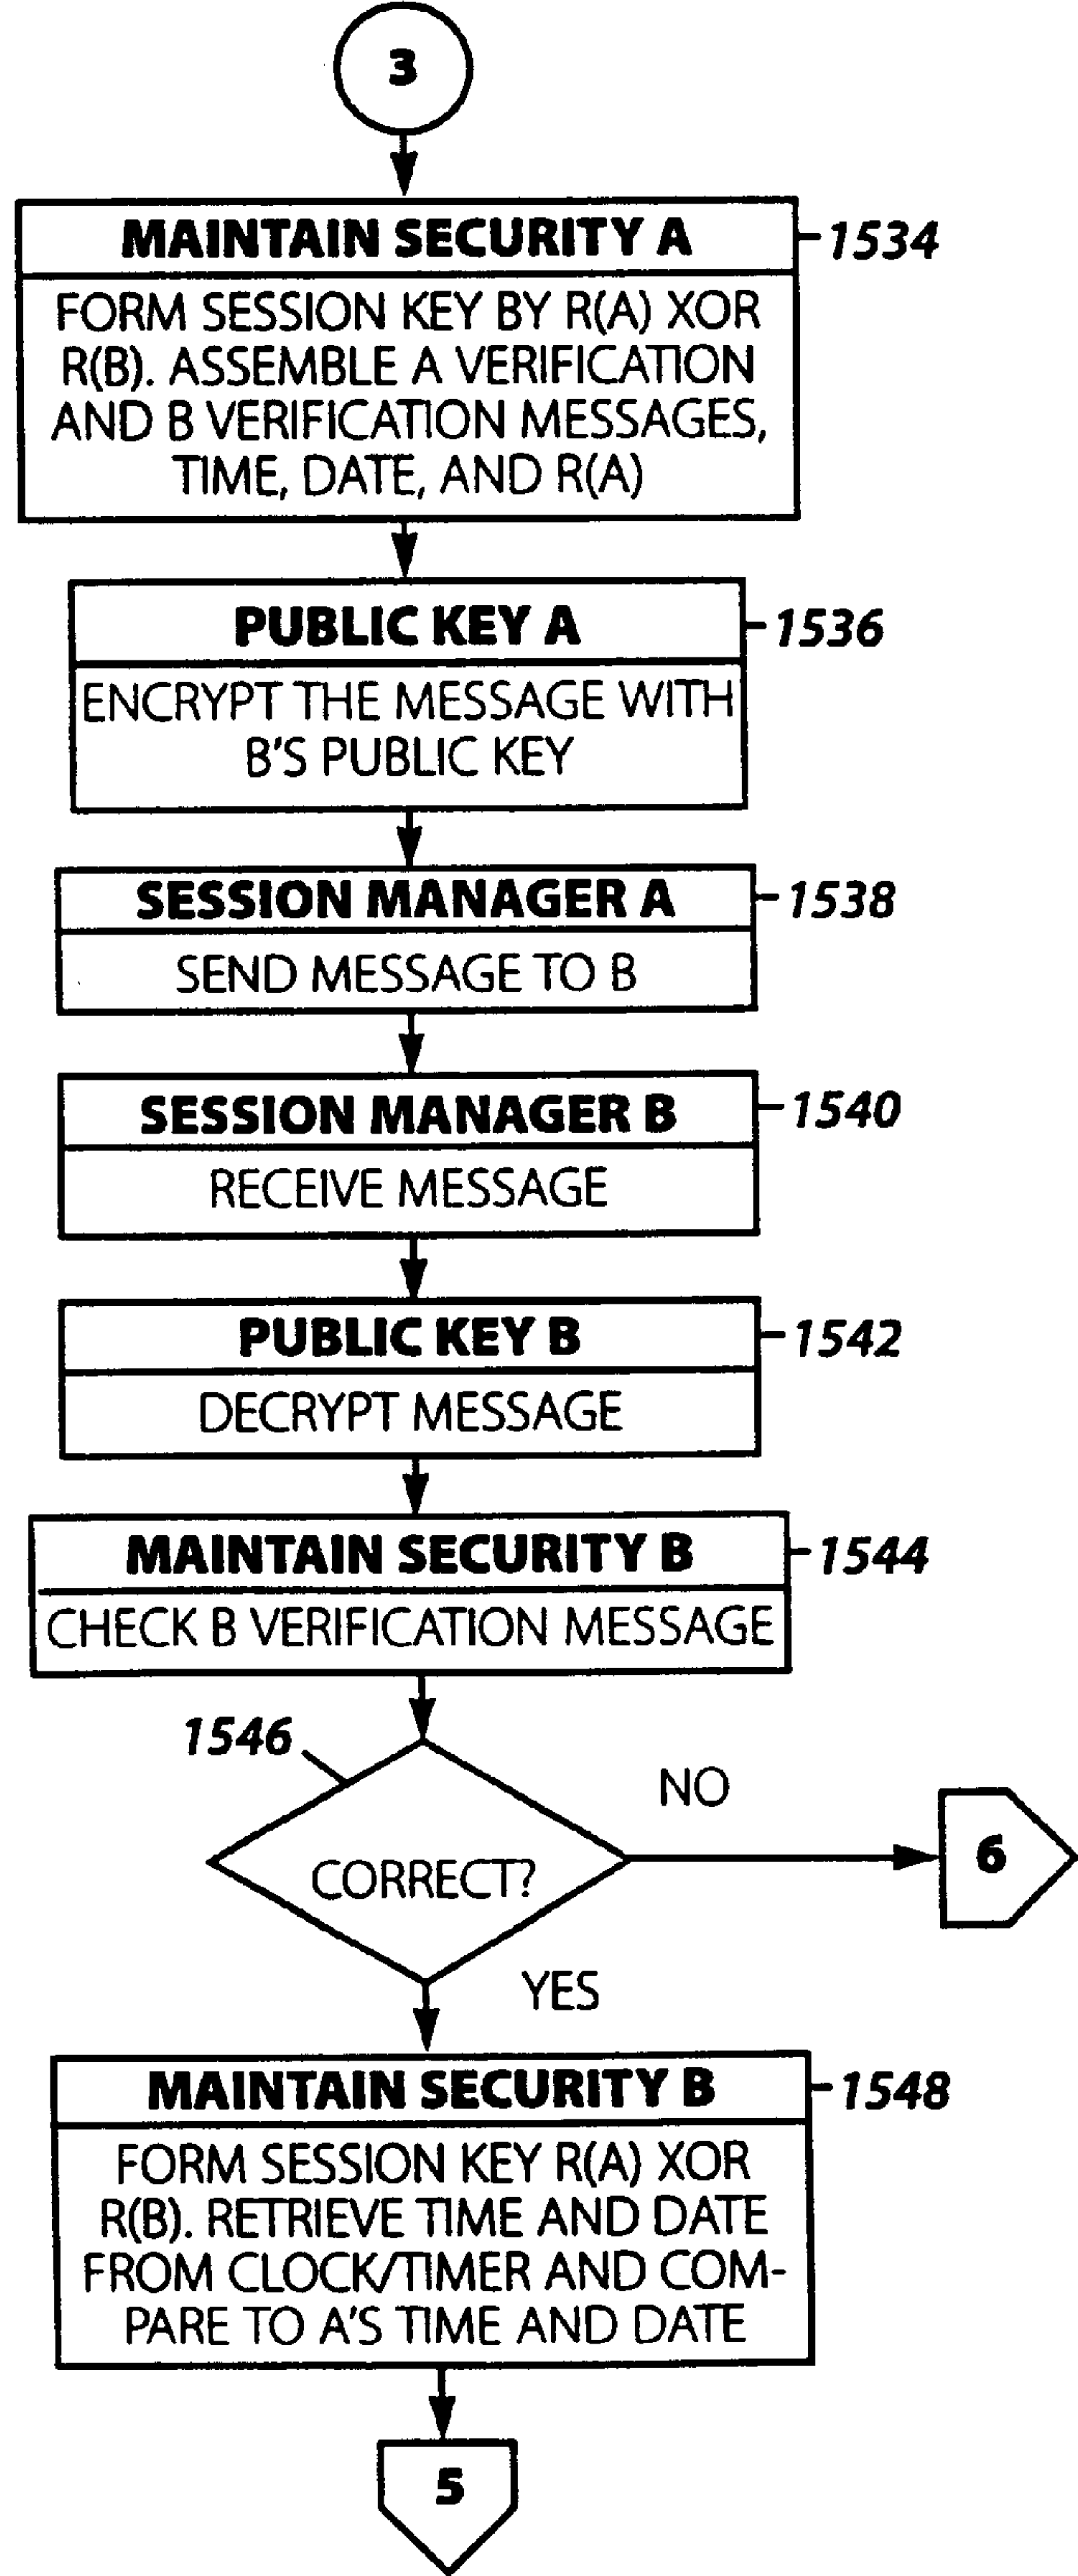 3
MAINTAIN SECURITY A
1534
FORM SESSION KEY BY R(A) XOR
R(B). ASSEMBLE A VERIFICATION
AND B VERIFICATION MESSAGES,
TIME, DATE, AND R(A)
PUBLIC KEY A
1536
ENCRYPT THE MESSAGE WITH
B'S PUBLIC KEY
SESSION MANAGER A
1538
SEND MESSAGE TO B
SESSION MANAGER B
1540
RECEIVE MESSAGE
PUBLIC KEY B
1542
DECRYPT MESSAGE
MAINTAIN SECURITY B
1544
CHECK B VERIFICATION MESSAGE
1546
NO
CORRECT?
6
YES
MAINTAIN SECURITY B
1548
FORM SESSION KEY R(A) XOR
R(B). RETRIEVE TIME AND DATE
FROM CLOCK/TIMER AND COM-
PARE TO A'S TIME AND DATE
5